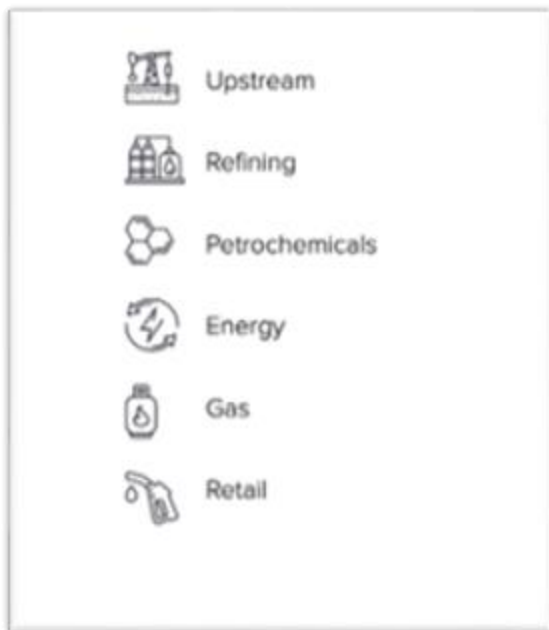 Upstream
Refining
Petrochemicals
Energy
Gas
Retail